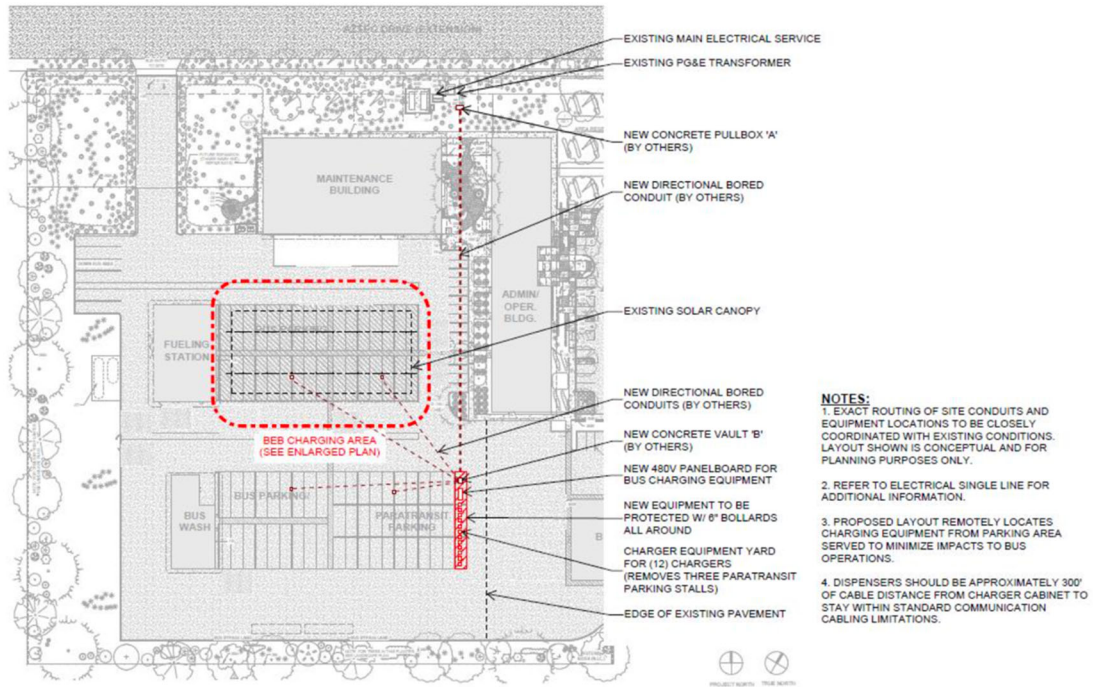 AZTEC DRIVE (EXTENSION)
EXISTING MAIN ELECTRICAL SERVICE
EXISTING PG&E TRANSFORMER
NEW CONCRETE PULLBOX 'A'
(BY OTHERS)
MAINTENANCE
BUILDING
NEW DIRECTIONAL BORED
CONDUIT (BY OTHERS)
ADMIN/
OPER.
BLDG.
EXISTING SOLAR CANOPY
BUS PARKING
FUELING
STATION
NEW DIRECTIONAL BORED
CONDUITS (BY OTHERS)
BEB CHARGING AREA
(SEE ENLARGED PLAN)
NEW CONCRETE VAULT 'B'
(BY OTHERS)
NEW 480V PANELBOARD FOR
BUS CHARGING EQUIPMENT
BUS PARKING/
BUS
WASH
PARATRANSIT
PARKING
NEW EQUIPMENT TO BE
PROTECTED W/ 6" BOLLARDS
ALL AROUND
CHARGER EQUIPMENT YARD
FOR (12) CHARGERS
(REMOVES THREE PARATRANSIT
PARKING STALLS)
EDGE OF EXISTING PAVEMENT
NOTES:
1. EXACT ROUTING OF SITE CONDUITS AND
EQUIPMENT LOCATIONS TO BE CLOSELY
COORDINATED WITH EXISTING CONDITIONS.
LAYOUT SHOWN IS CONCEPTUAL AND FOR
PLANNING PURPOSES ONLY.
2. REFER TO ELECTRICAL SINGLE LINE FOR
ADDITIONAL INFORMATION.
3. PROPOSED LAYOUT REMOTELY LOCATES
CHARGING EQUIPMENT FROM PARKING AREA
SERVED TO MINIMIZE IMPACTS TO BUS
OPERATIONS.
4. DISPENSERS SHOULD BE APPROXIMATELY 300'
OF CABLE DISTANCE FROM CHARGER CABINET TO
STAY WITHIN STANDARD COMMUNICATION
CABLING LIMITATIONS.
PROJECT NORTH
TRUE NORTH